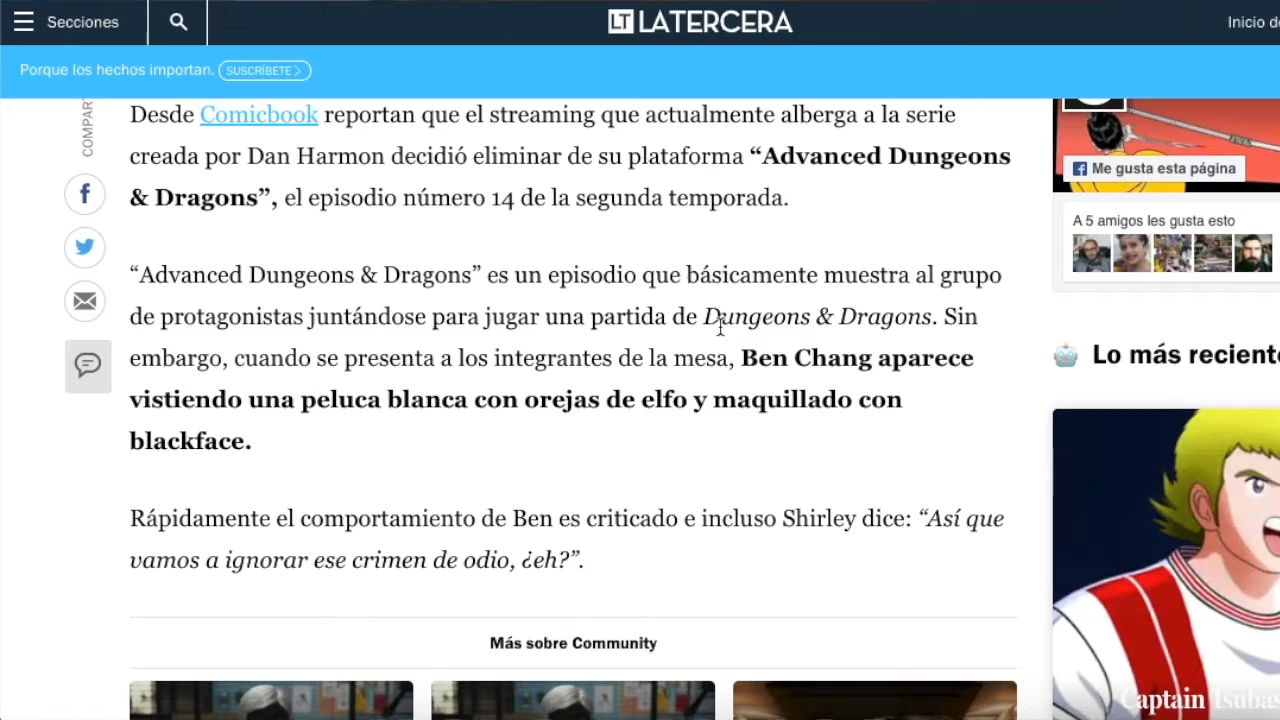 Secciones
LT LATERCERA
Inicio d
Porque los hechos importan. SUSCRÍBETE
COMPAR
Desde Comicbook reportan que el streaming que actualmente alberga a la serie
creada por Dan Harmon decidió eliminar de su plataforma “Advanced Dungeons
& Dragons”, el episodio número 14 de la segunda temporada.
“Advanced Dungeons & Dragons” es un episodio que básicamente muestra al grupo
de protagonistas juntándose para jugar una partida de Dungeons & Dragons. Sin
embargo, cuando se presenta a los integrantes de la mesa, Ben Chang aparece
vistiendo una peluca blanca con orejas de elfo y maquillado con
blackface.
Rápidamente el comportamiento de Ben es criticado e incluso Shirley dice: “Así que
vamos a ignorar ese crimen de odio, ¿eh?”.
Más sobre Community
Me gusta esta página
A 5 amigos les gusta esto
Lo más reciente
Captain Tsubas